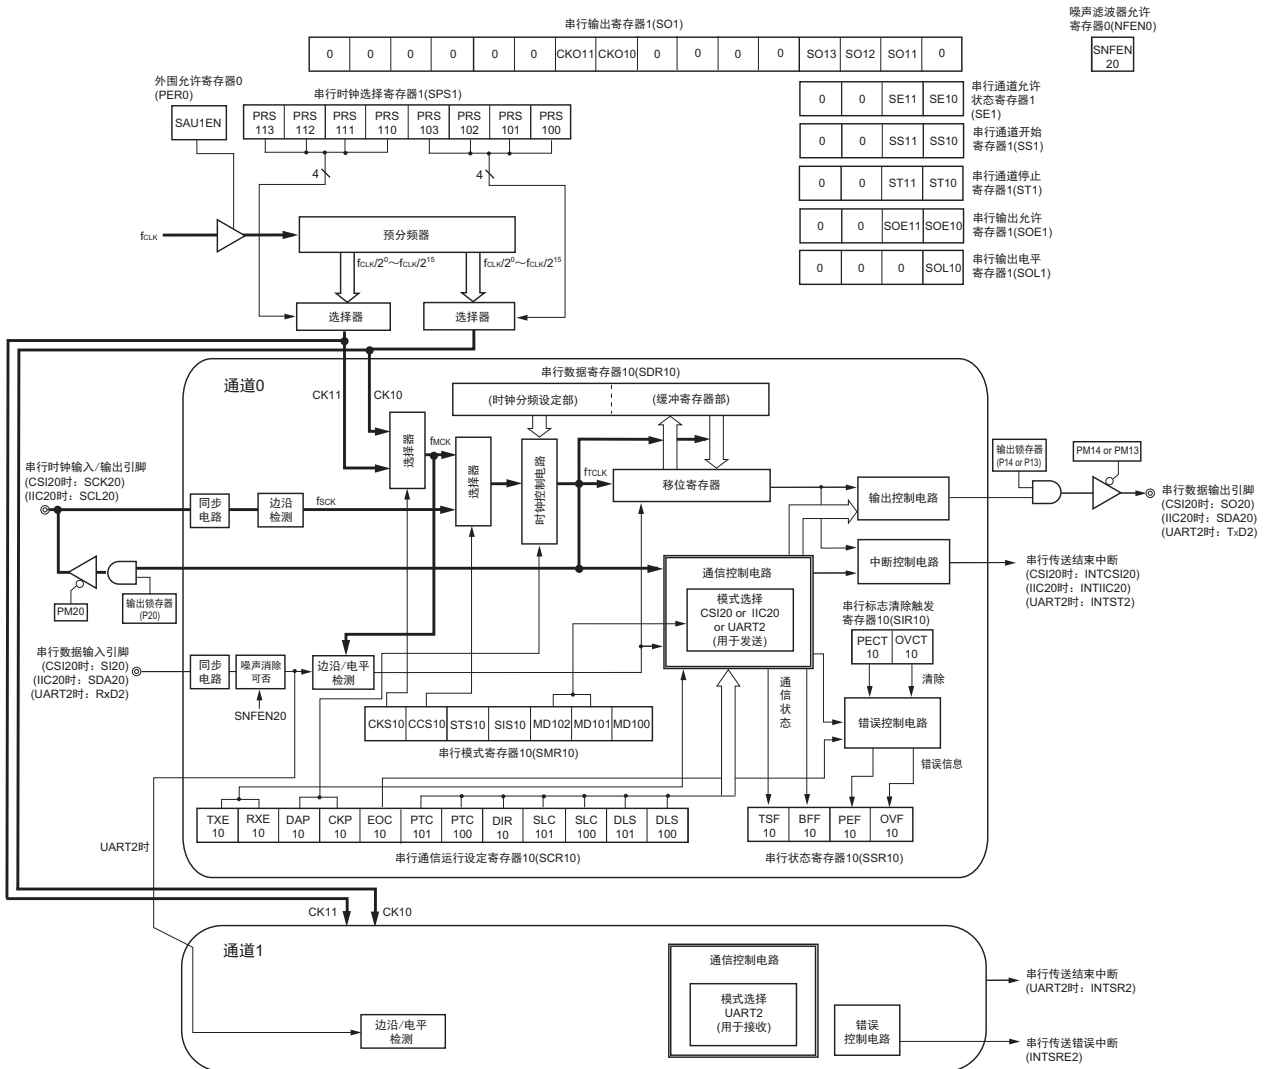 串行输出寄存器1(SO1)
0 0 0 0 0 0 CKO11 CKO10 0 0 0 0 SO13 SO12 SO11 0
噪声滤波器允许
寄存器0(NFEN0)
SNFEN
20
外围允许寄存器0
(PER0)
SAU1EN
串行时钟选择寄存器1(SPS1)
PRS PRS PRS PRS PRS PRS PRS PRS
113 112 111 110 103 102 101 100
4 4
0 0 SE11 SE10
串行通道允许
状态寄存器1
(SE1)
0 0 SS11 SS10
串行通道开始
寄存器1(SS1)
0 0 ST11 ST10
串行通道停止
寄存器1(ST1)
0 0 SOE11 SOE10
串行输出允许
寄存器1(SOE1)
0 0 0 SOL10
串行输出电平
寄存器1(SOL1)
fCLK
预分频器
fCLK/2⁰~fCLK/2¹⁵ fCLK/2⁰~fCLK/2¹⁵
选择器 选择器
通道0
CK11
CK10
串行数据寄存器10(SDR10)
(时钟分频设定部) (缓冲寄存器部)
选择器
fMCK
选择器
时钟控制电路
fTCLK
移位寄存器
输出控制电路
输出锁存器
(P14 or P13)
PM14 or PM13
串行数据输出引脚
(CSI20时：SO20)
(IIC20时：SDA20)
(UART2时：TxD2)
串行时钟输入/输出引脚
(CSI20时：SCK20)
(IIC20时：SCL20)
同步
电路
边沿
检测
fSCK
PM20
输出锁存器
(P20)
通信控制电路
模式选择
CSI20 or IIC20
or UART2
(用于发送)
中断控制电路
串行传送结束中断
(CSI20时：INTCSI20)
(IIC20时：INTIIC20)
(UART2时：INTST2)
串行标志清除触发
寄存器10(SIR10)
PECT OVCT
10 10
清除
串行数据输入引脚
(CSI20时：SI20)
(IIC20时：SDA20)
(UART2时：RxD2)
同步
电路
噪声消除
可否
SNFEN20
边沿/电平
检测
CKS10 CCS10 STS10 SIS10 MD102 MD101 MD100
串行模式寄存器10(SMR10)
通信状态
错误控制电路
错误信息
TXE RXE DAP CKP EOC PTC PTC DIR SLC SLC DLS DLS
10 10 10 10 10 101 100 10 101 100 101 100
串行通信运行设定寄存器10(SCR10)
TSF BFF PEF OVF
10 10 10 10
串行状态寄存器10(SSR10)
UART2时
CK11 CK10
通道1
通信控制电路
模式选择
UART2
(用于接收)
边沿/电平
检测
错误
控制电路
串行传送结束中断
(UART2时：INTSR2)
串行传送错误中断
(INTSRE2)